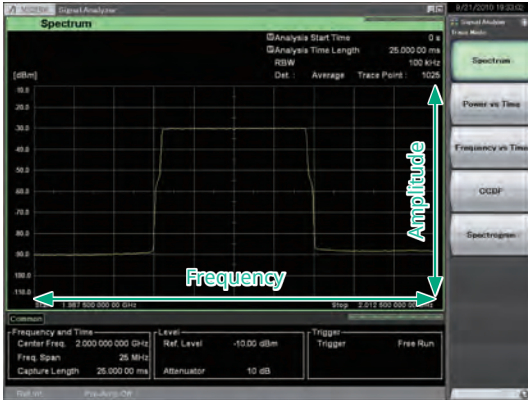 Signal Analyzer
9/21/2010 19:33:02
Spectrum
Analysis Start Time 0 s
Analysis Time Length 25.000 00 ms
RBW 100 kHz
Det : Average Trace Point : 1025
[dBm]
Signal Analyzer
Trace Mode
Spectrum
Power vs Time
Frequency vs Time
CCDF
Spectrogram
Amplitude
Frequency
1.987 500 000 00 GHz
Stop 2.012 500 000
Common
Frequency and Time
Center Freq. 2.000 000 000 GHz
Freq. Span 25 MHz
Capture Length 25.000 00 ms
Level
Ref. Level -10.00 dBm
Attenuator 10 dB
Trigger
Trigger Free Run
Pre-Amp Off